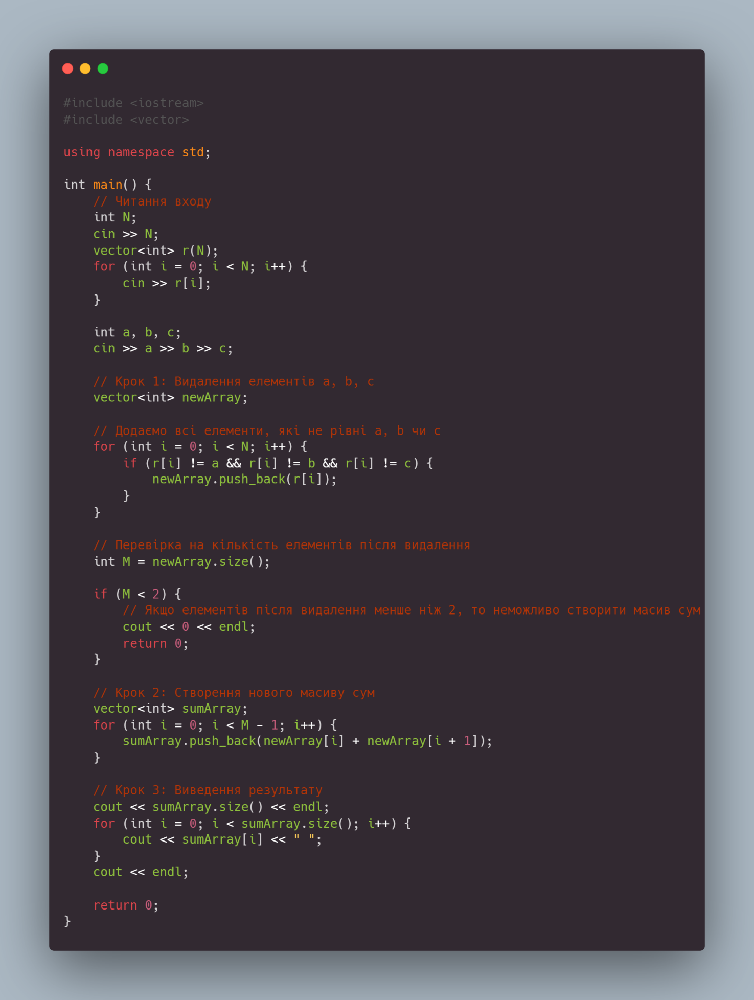 #include <iostream>
#include <vector>

using namespace std;

int main() {
    // Читання входу
    int N;
    cin >> N;
    vector<int> r(N);
    for (int i = 0; i < N; i++) {
        cin >> r[i];
    }

    int a, b, c;
    cin >> a >> b >> c;

    // Крок 1: Видалення елементів a, b, c
    vector<int> newArray;

    // Додаємо всі елементи, які не рівні a, b чи c
    for (int i = 0; i < N; i++) {
        if (r[i] != a && r[i] != b && r[i] != c) {
            newArray.push_back(r[i]);
        }
    }

    // Перевірка на кількість елементів після видалення
    int M = newArray.size();

    if (M < 2) {
        // Якщо елементів після видалення менше ніж 2, то неможливо створити масив сум
        cout << 0 << endl;
        return 0;
    }

    // Крок 2: Створення нового масиву сум
    vector<int> sumArray;
    for (int i = 0; i < M - 1; i++) {
        sumArray.push_back(newArray[i] + newArray[i + 1]);
    }

    // Крок 3: Виведення результату
    cout << sumArray.size() << endl;
    for (int i = 0; i < sumArray.size(); i++) {
        cout << sumArray[i] << " ";
    }
    cout << endl;

    return 0;
}